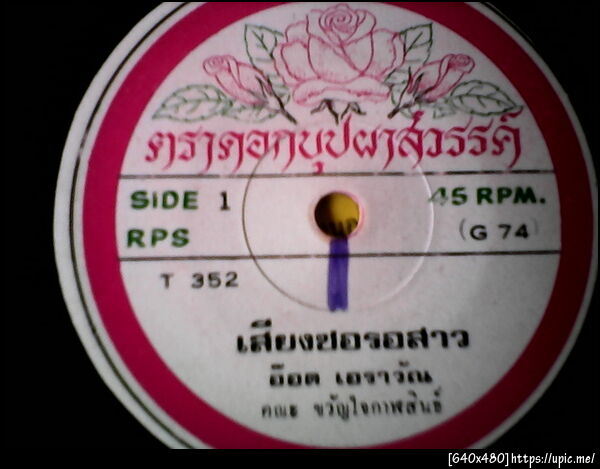 ตราดอกบุปผาสวรรค์
SIDE 1 45 RPM.
RPS (G 74)
T 352
เสียงซอรอสาว
อ๊อด เอราวัณ
คณะ ขวัญใจกาฬสินธุ์
[640x480]https://upic.me/